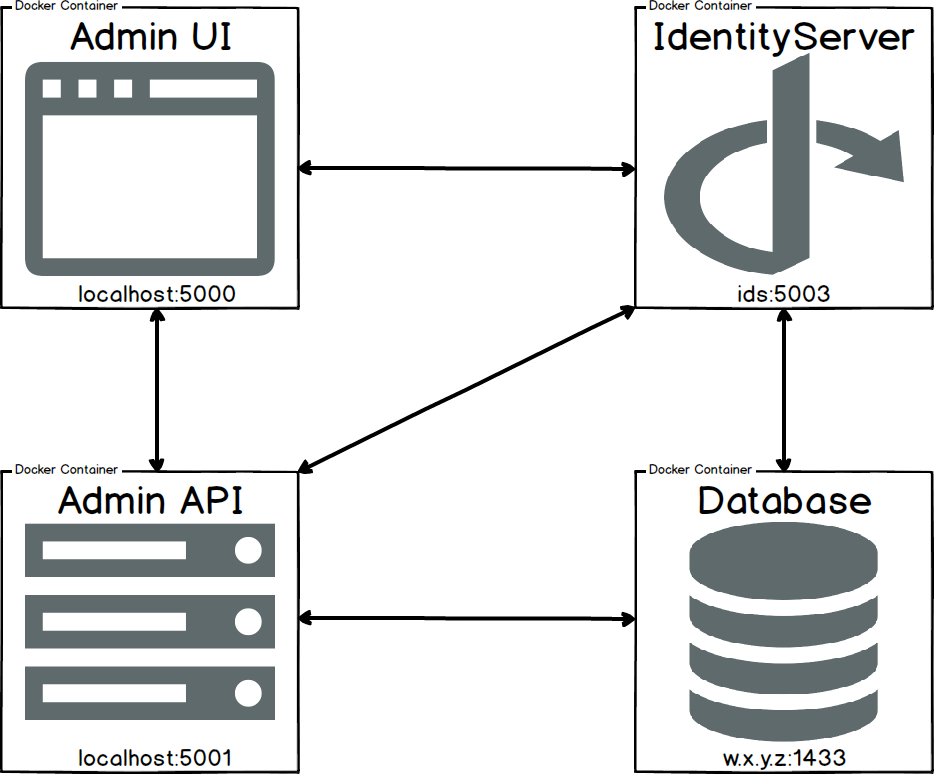 Docker Container
Admin UI
localhost:5000
Docker Container
IdentityServer
ids:5003
Docker Container
Admin API
localhost:5001
Docker Container
Database
w.x.y.z:1433